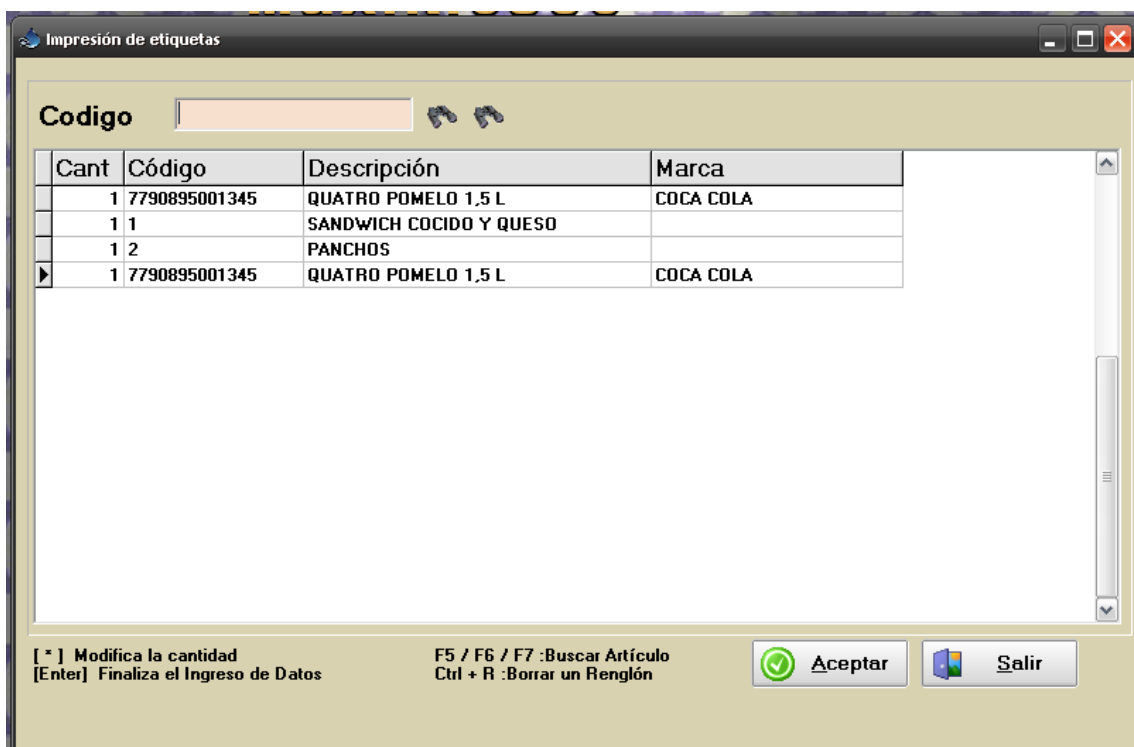 Impresión de etiquetas
Codigo
Cant Código Descripción Marca
1 7790895001345 QUATRO POMELO 1,5 L COCA COLA
1 1 SANDWICH COCIDO Y QUESO
1 2 PANCHOS
1 7790895001345 QUATRO POMELO 1,5 L COCA COLA
[ * ] Modifica la cantidad F5 / F6 / F7 :Buscar Artículo
[Enter] Finaliza el Ingreso de Datos Ctrl + R :Borrar un Renglón
Aceptar Salir